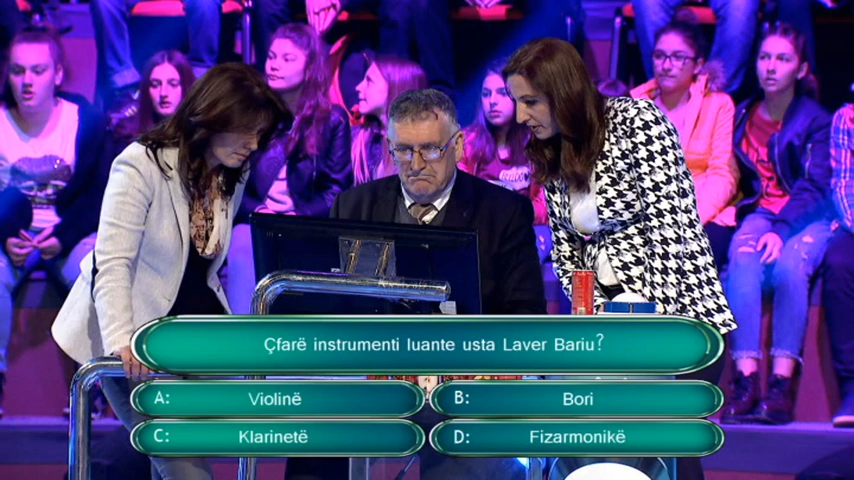 Çfarë instrumenti luante usta Laver Bariu?
A: Violinë
B: Bori
C: Klarinetë
D: Fizarmonikë